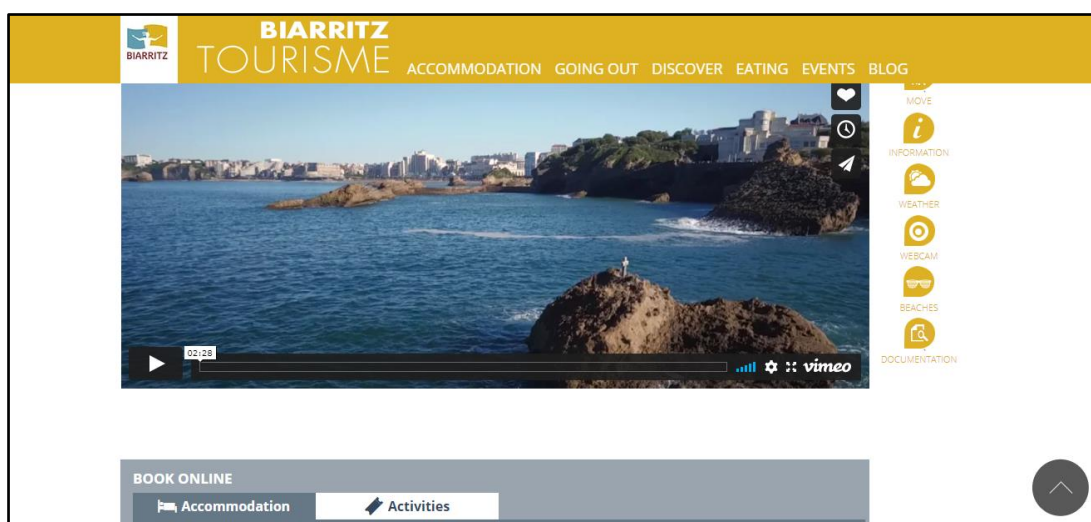 BIARRITZ
BIARRITZ
TOURISME
ACCOMMODATION GOING OUT DISCOVER EATING EVENTS BLOG
MOVE
INFORMATION
WEATHER
WEBCAM
BEACHES
DOCUMENTATION
02:28
vimeo
BOOK ONLINE
Accommodation Activities